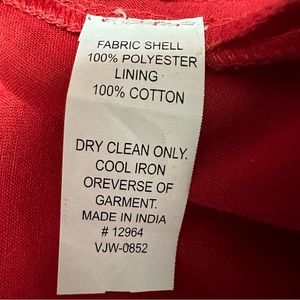 FABRIC SHELL
100% POLYESTER
LINING
100% COTTON
DRY CLEAN ONLY.
COOL IRON
OREVERSE OF
GARMENT.
MADE IN INDIA
# 12964
VJW-0852